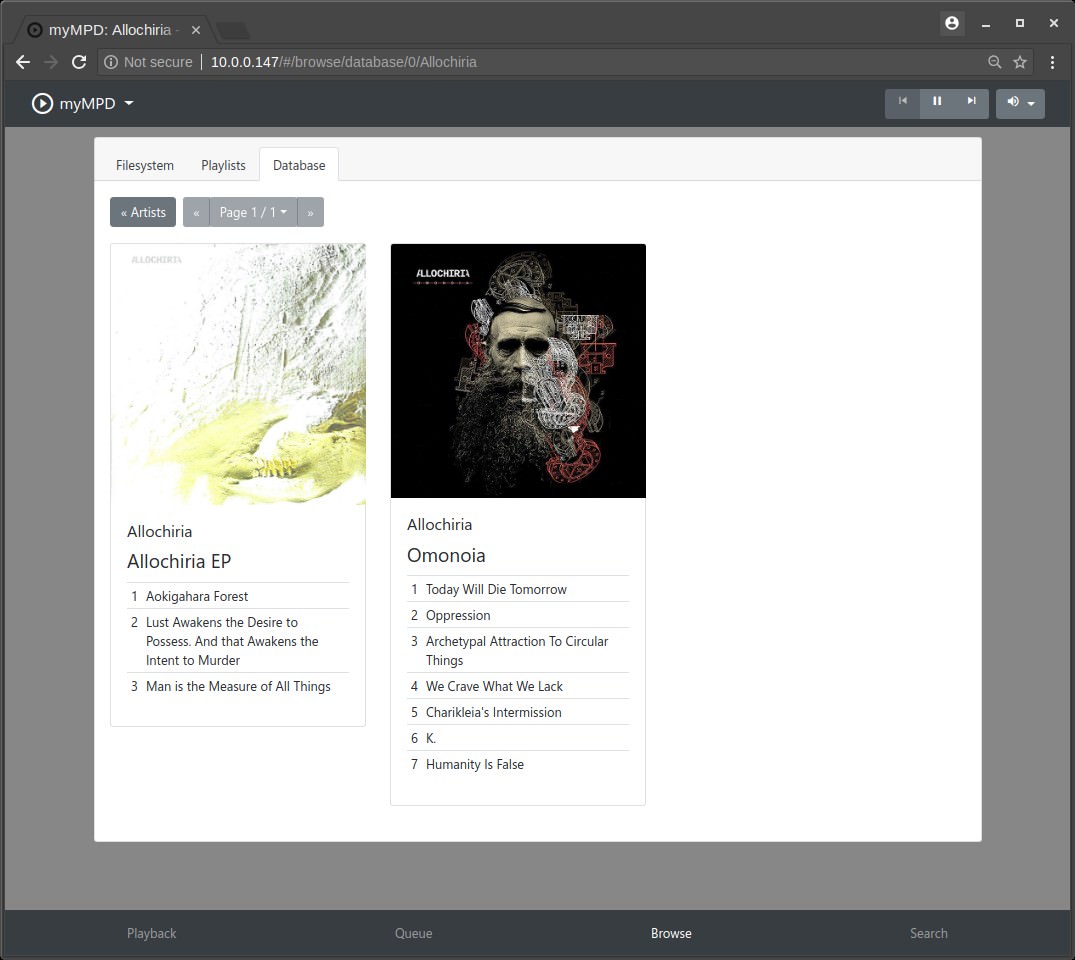 myMPD: Allochiria -
Not secure | 10.0.0.147/#/browse/database/0/Allochiria
myMPD
Filesystem Playlists Database
« Artists « Page 1 / 1 »
ALLOCHIRIA
Allochiria
Allochiria EP
1 Aokigahara Forest
2 Lust Awakens the Desire to
Possess. And that Awakens the
Intent to Murder
3 Man is the Measure of All Things
ALLOCHIRIA
OMONOIA
Allochiria
Omonoia
1 Today Will Die Tomorrow
2 Oppression
3 Archetypal Attraction To Circular
Things
4 We Crave What We Lack
5 Charikleia's Intermission
6 K.
7 Humanity Is False
Playback Queue Browse Search